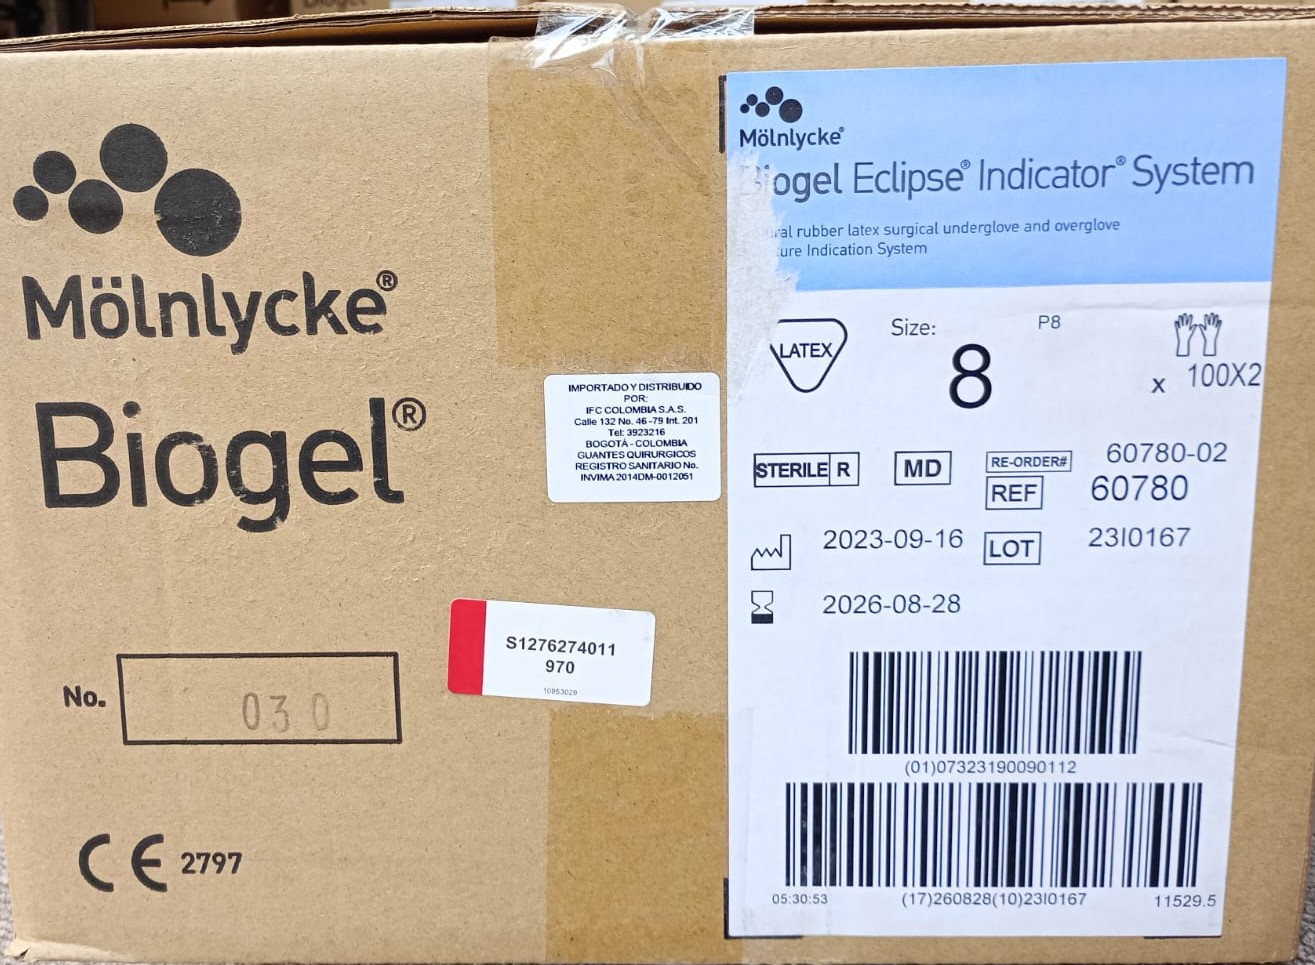 Mölnlycke®
Biogel®
No.
030
CE 2797
IMPORTADO Y DISTRIBUIDO
POR:
IFC COLOMBIA S.A.S.
Calle 132 No. 46 -79 Int. 201
Tel: 3923216
BOGOTÁ - COLOMBIA
GUANTES QUIRURGICOS
REGISTRO SANITARIO No.
INVIMA 2014DM-0012051
S1276274011
970
10953029
Mölnlycke®
Biogel Eclipse® Indicator® System
rubber latex surgical underglove and overglove
Indication System
LATEX
Size:
8
P8
x 100X2
STERILE R
MD
RE-ORDER# 60780-02
REF 60780
2023-09-16
LOT 23I0167
2026-08-28
(01)07323190090112
05:30:53
(17)260828(10)23I0167
11529.5